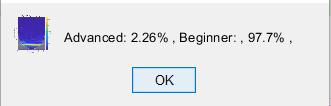 Advanced: 2.26% , Beginner: , 97.7% ,
OK